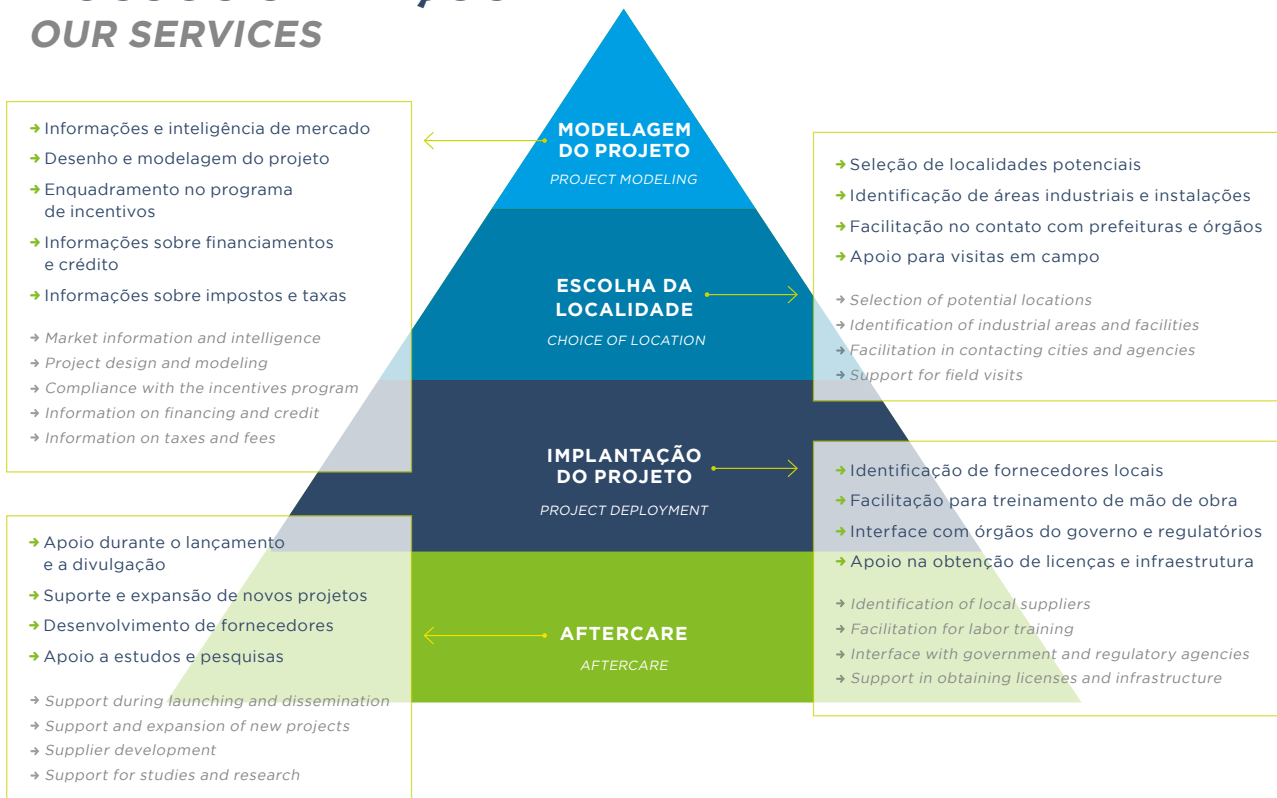 OUR SERVICES
MODELAGEM
DO PROJETO
PROJECT MODELING
→ Informações e inteligência de mercado
→ Desenho e modelagem do projeto
→ Enquadramento no programa
de incentivos
→ Informações sobre financiamentos
e crédito
→ Informações sobre impostos e taxas
→ Market information and intelligence
→ Project design and modeling
→ Compliance with the incentives program
→ Information on financing and credit
→ Information on taxes and fees
ESCOLHA DA
LOCALIDADE
CHOICE OF LOCATION
→ Seleção de localidades potenciais
→ Identificação de áreas industriais e instalações
→ Facilitação no contato com prefeituras e órgãos
→ Apoio para visitas em campo
→ Selection of potential locations
→ Identification of industrial areas and facilities
→ Facilitation in contacting cities and agencies
→ Support for field visits
IMPLANTAÇÃO
DO PROJETO
PROJECT DEPLOYMENT
→ Identificação de fornecedores locais
→ Facilitação para treinamento de mão de obra
→ Interface com órgãos do governo e regulatórios
→ Apoio na obtenção de licenças e infraestrutura
→ Identification of local suppliers
→ Facilitation for labor training
→ Interface with government and regulatory agencies
→ Support in obtaining licenses and infrastructure
AFTERCARE
AFTERCARE
→ Apoio durante o lançamento
e a divulgação
→ Suporte e expansão de novos projetos
→ Desenvolvimento de fornecedores
→ Apoio a estudos e pesquisas
→ Support during launching and dissemination
→ Support and expansion of new projects
→ Supplier development
→ Support for studies and research